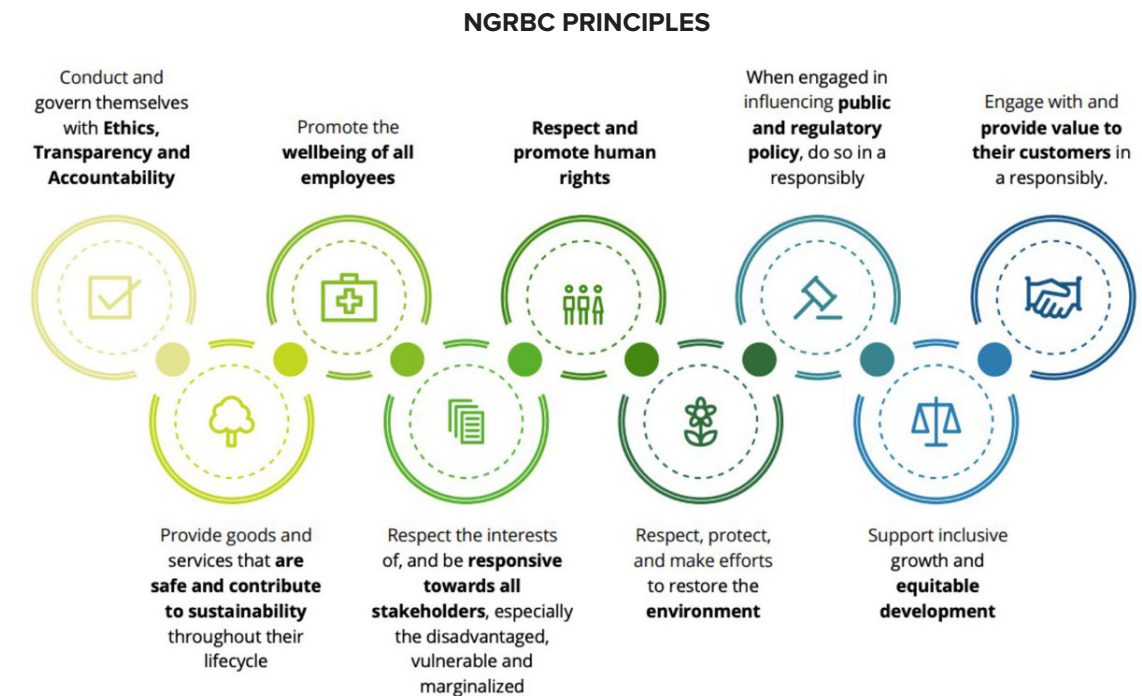 NGRBC PRINCIPLES
Conduct and
govern themselves
with Ethics,
Transparency and
Accountability
Provide goods and
services that are
safe and contribute
to sustainability
throughout their
lifecycle
Promote the
wellbeing of all
employees
Respect the interests
of, and be responsive
towards all
stakeholders, especially
the disadvantaged,
vulnerable and
marginalized
Respect and
promote human
rights
Respect, protect,
and make efforts
to restore the
environment
When engaged in
influencing public
and regulatory
policy, do so in a
responsibly
Support inclusive
growth and
equitable
development
Engage with and
provide value to
their customers in
a responsibly.